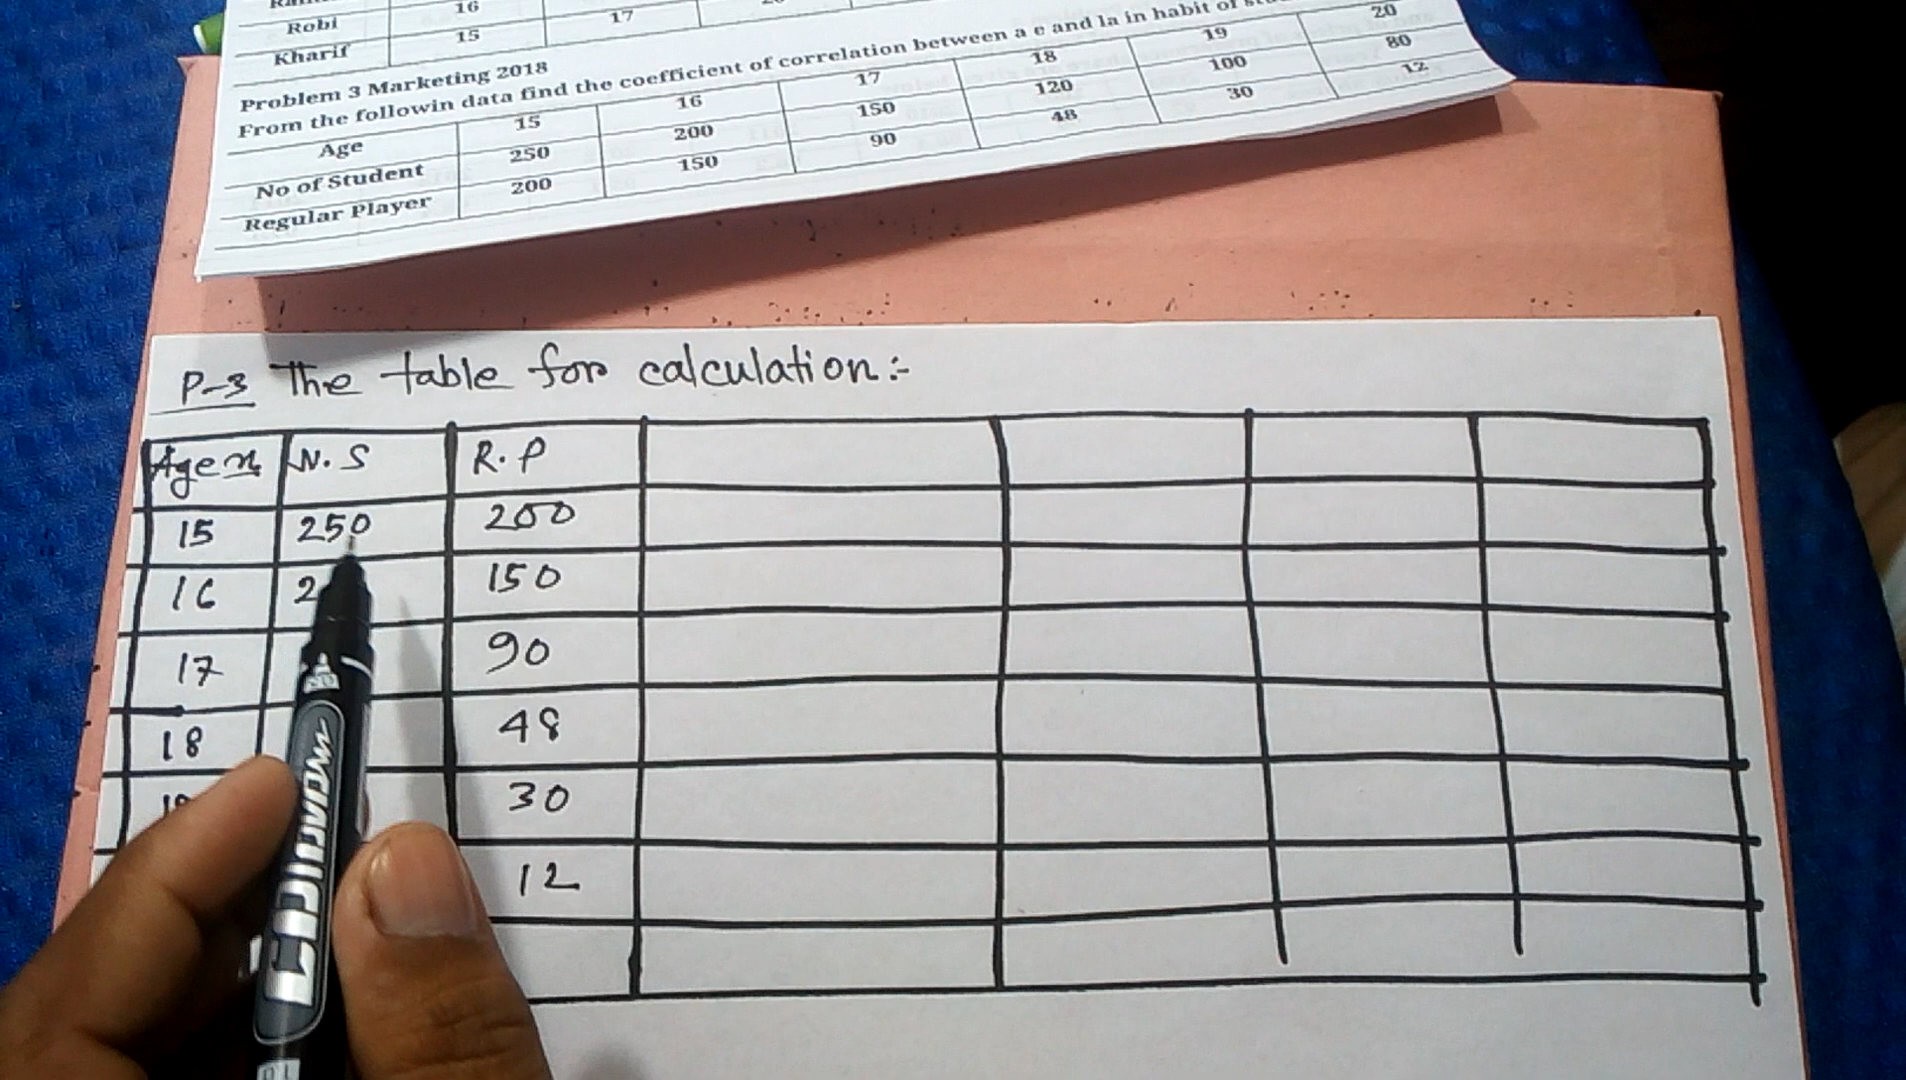 Robi 16 17
Kharif 15
Problem 3 Marketing 2018
From the followin data find the coefficient of correlation between a e and la in habit of
Age 15 16 17 18 19 20
No of Student 250 200 150 120 100 80
Regular Player 200 150 90 48 30 12
P-3 The table for calculation:-
Age x N.S R.P
15 250 200
16 2 150
17 90
18 48
30
12